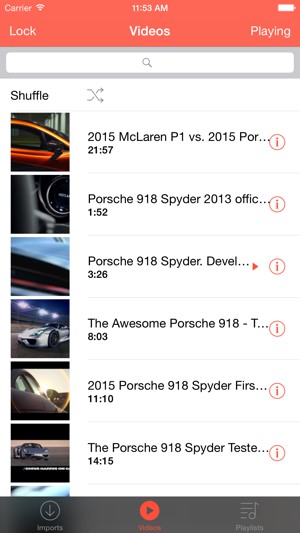 Carrier 11:53 AM
Lock Videos Playing
Shuffle
2015 McLaren P1 vs. 2015 Por...
21:57
Porsche 918 Spyder 2013 offic...
1:52
Porsche 918 Spyder. Devel...
3:26
The Awesome Porsche 918 - T...
8:03
2015 Porsche 918 Spyder Firs...
11:10
The Porsche 918 Spyder Teste...
14:15
Imports Videos Playlists